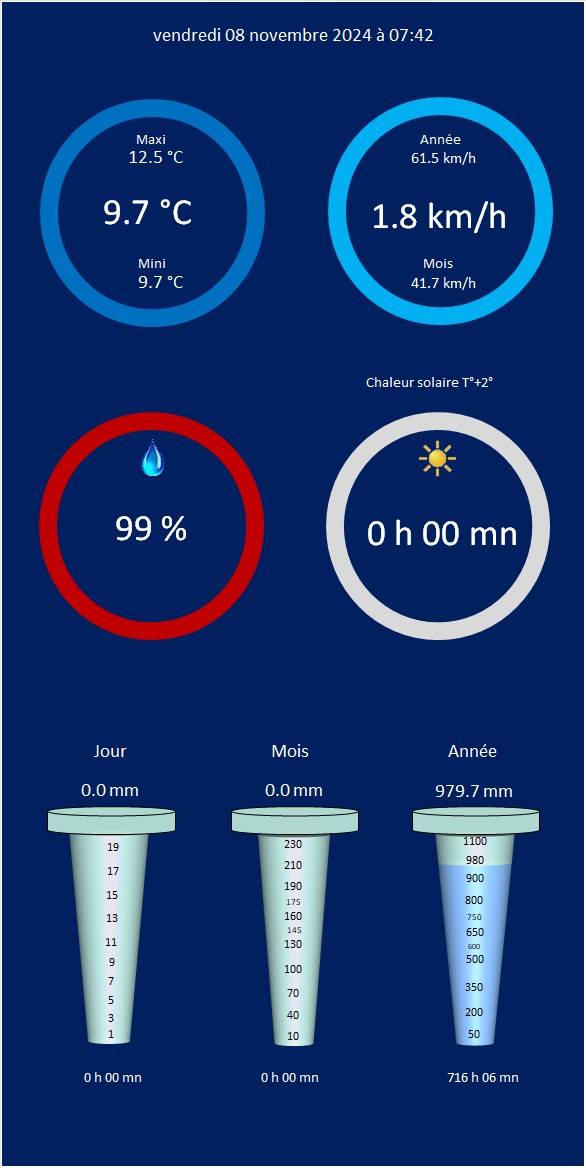 vendredi 08 novembre 2024 à 07:42
Maxi
12.5 °C
9.7 °C
Mini
9.7 °C
Année
61.5 km/h
1.8 km/h
Mois
41.7 km/h
Chaleur solaire T°+2°
99 %
0 h 00 mn
Jour
0.0 mm
19
17
15
13
11
9
7
5
3
1
0 h 00 mn
Mois
0.0 mm
230
210
190
175
160
145
130
100
70
40
10
0 h 00 mn
Année
979.7 mm
1100
980
900
800
750
650
600
500
350
200
50
716 h 06 mn